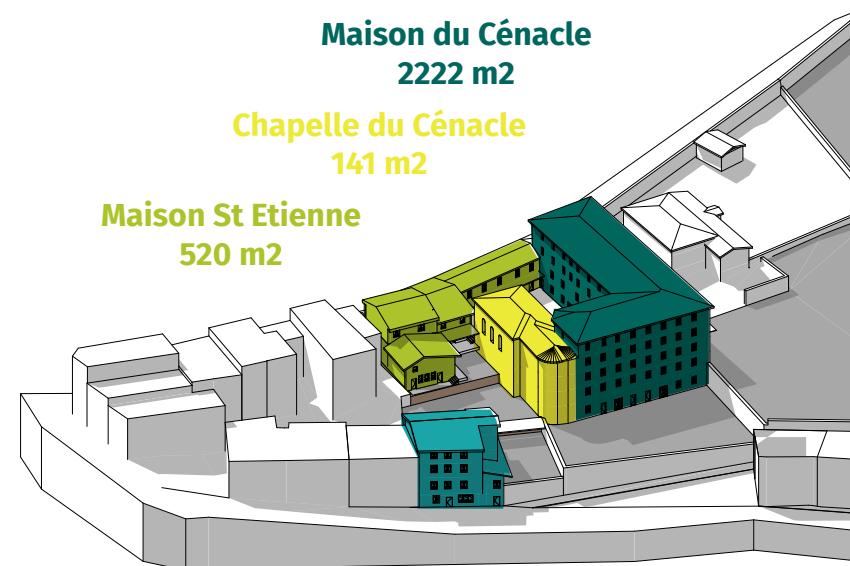 Maison du Cénacle
2222 m2
Chapelle du Cénacle
141 m2
Maison St Etienne
520 m2